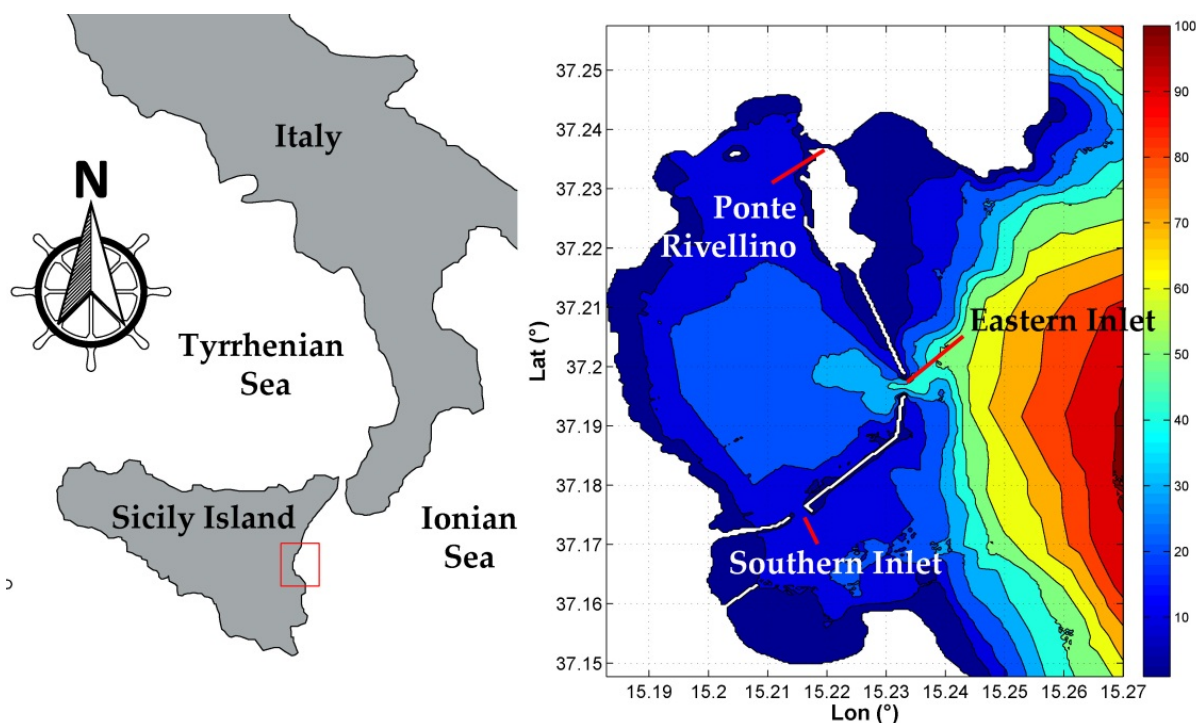 Italy
N
Tyrrhenian
Sea
Sicily Island
Ionian
Sea
37.25
37.24
37.23
37.22
37.21
37.2
37.19
37.18
37.17
37.16
37.15
Lat (°)
Ponte
Rivellino
Eastern Inlet
Southern Inlet
15.19
15.2
15.21
15.22
15.23
15.24
15.25
15.26
15.27
Lon (°)
100
90
80
70
60
50
40
30
20
10